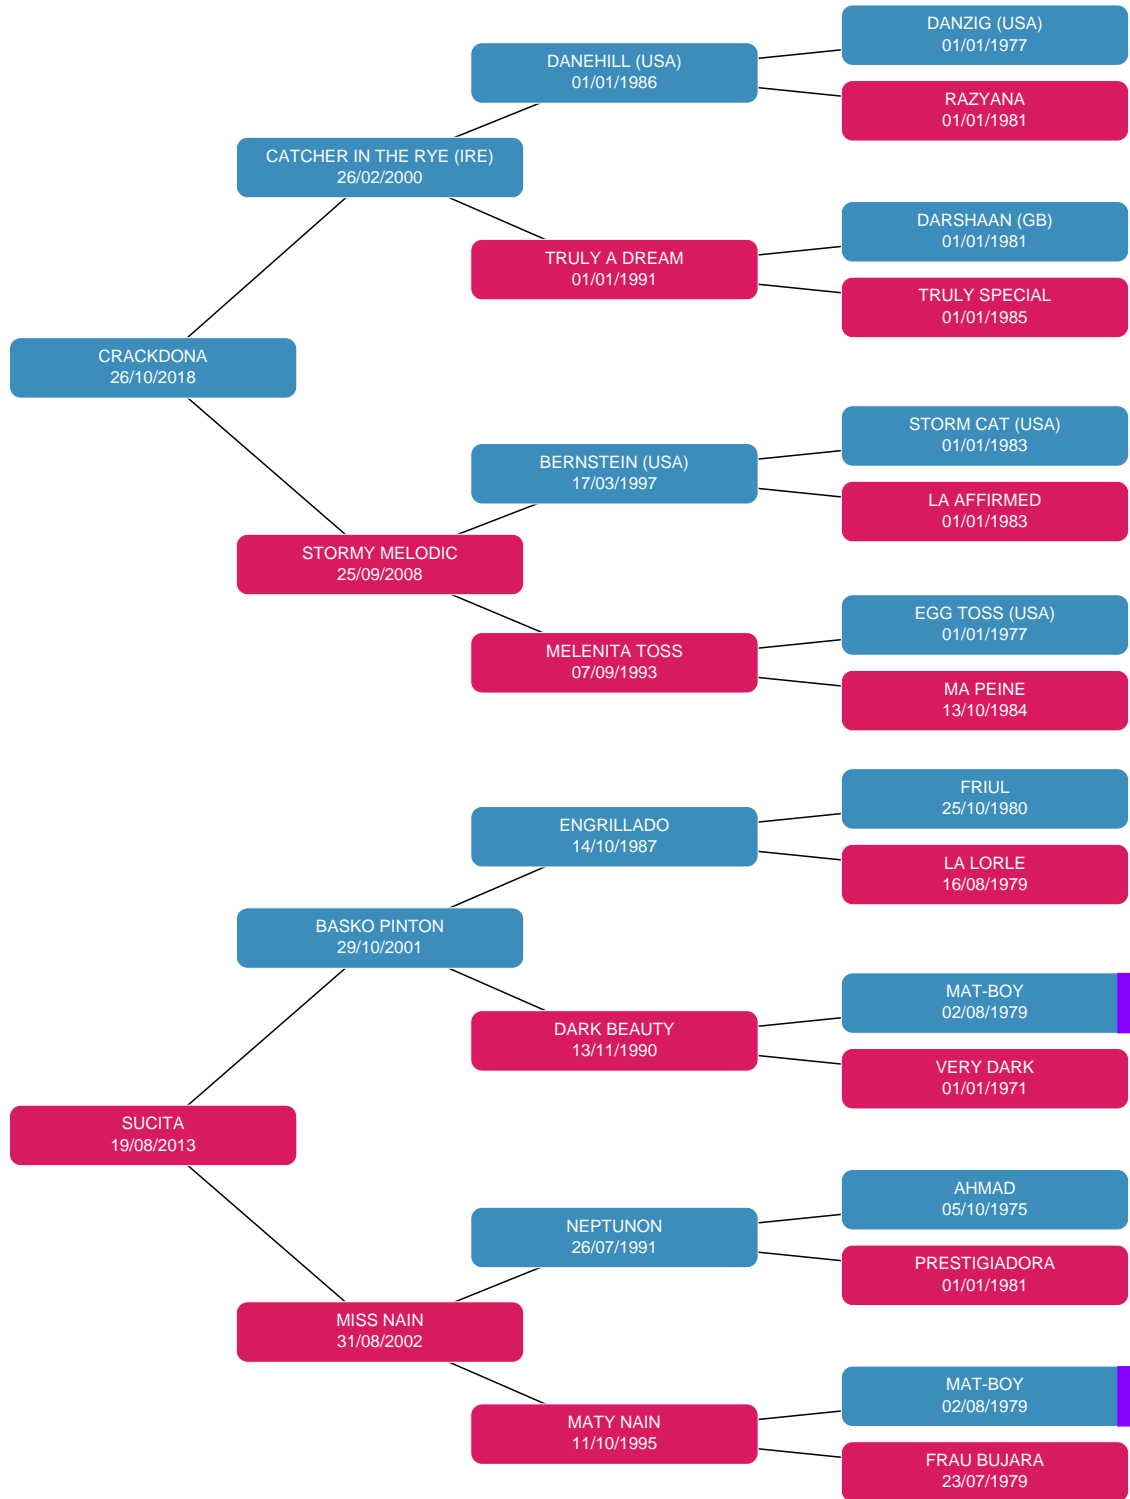 DANZIG (USA)
01/01/1977
DANEHILL (USA)
01/01/1986
RAZYANA
01/01/1981
CATCHER IN THE RYE (IRE)
26/02/2000
DARSHAAN (GB)
01/01/1981
TRULY A DREAM
01/01/1991
TRULY SPECIAL
01/01/1985
CRACKDONA
26/10/2018
STORM CAT (USA)
01/01/1983
BERNSTEIN (USA)
17/03/1997
LA AFFIRMED
01/01/1983
STORMY MELODIC
25/09/2008
EGG TOSS (USA)
01/01/1977
MELENITA TOSS
07/09/1993
MA PEINE
13/10/1984
FRIUL
25/10/1980
ENGRILLADO
14/10/1987
LA LORLE
16/08/1979
BASKO PINTON
29/10/2001
MAT-BOY
02/08/1979
DARK BEAUTY
13/11/1990
VERY DARK
01/01/1971
SUCITA
19/08/2013
AHMAD
05/10/1975
NEPTUNON
26/07/1991
PRESTIGIADORA
01/01/1981
MISS NAIN
31/08/2002
MAT-BOY
02/08/1979
MATY NAIN
11/10/1995
FRAU BUJARA
23/07/1979